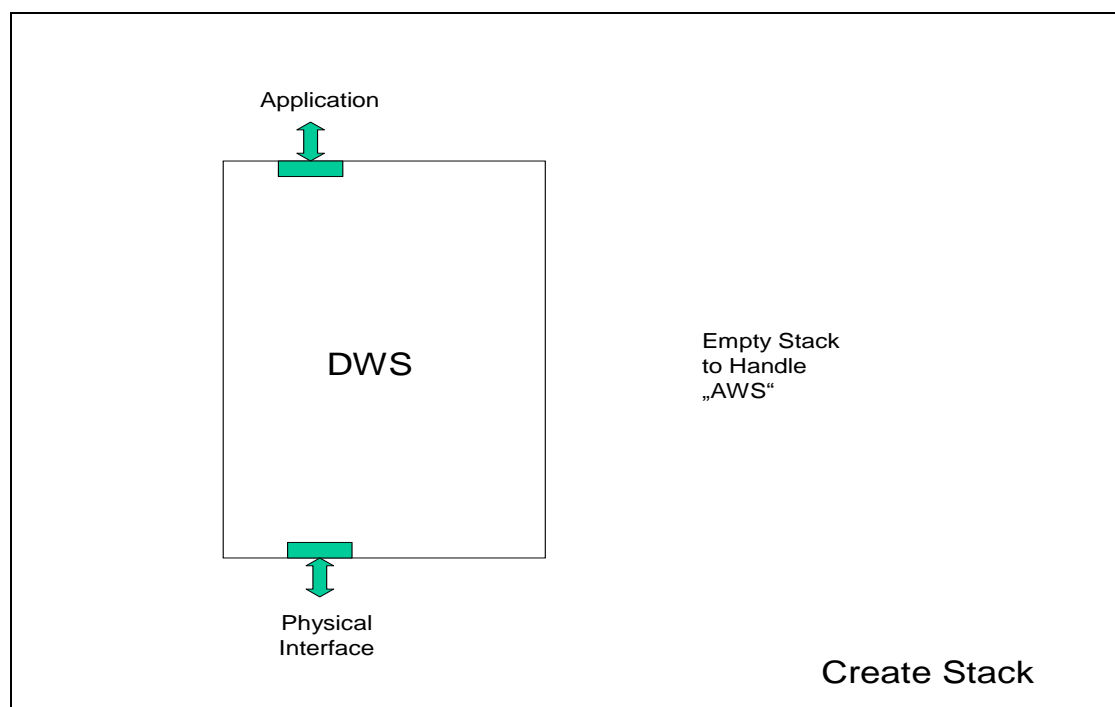 Application
DWS
Empty Stack
to Handle
„AWS“
Physical
Interface
Create Stack